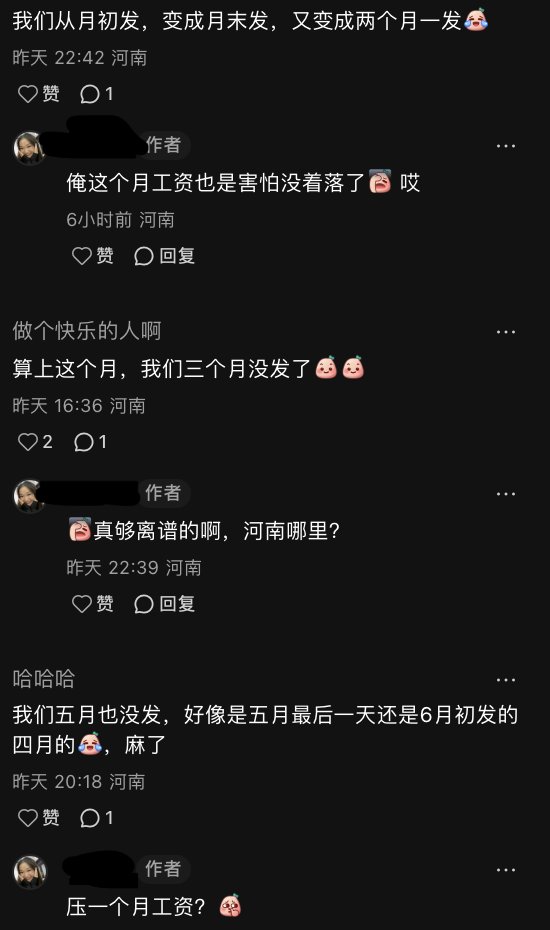 我们从月初发，变成月末发，又变成两个月一发
昨天 22:42 河南
赞 1
作者
俺这个月工资也是害怕没着落了 哎
6小时前 河南
赞 回复
做个快乐的人啊
算上这个月，我们三个月没发了
昨天 16:36 河南
2 1
作者
真够离谱的啊，河南哪里？
昨天 22:39 河南
赞 回复
哈哈哈
我们五月也没发，好像是五月最后一天还是6月初发的
四月的，麻了
昨天 20:18 河南
赞 1
作者
压一个月工资？